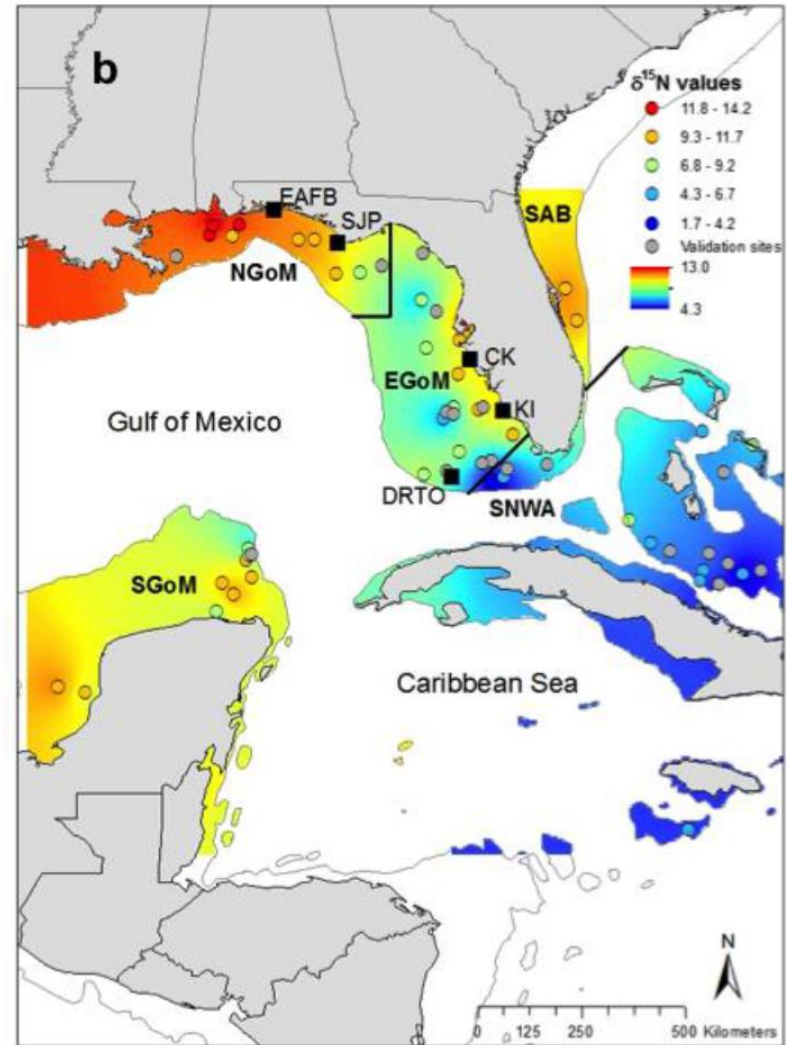 b
δ15N values
11.8 - 14.2
9.3 - 11.7
6.8 - 9.2
4.3 - 6.7
1.7 - 4.2
Validation sites
13.0
4.3
EAFB
SJP
SAB
NGoM
CK
EGoM
KI
Gulf of Mexico
DRTO
SNWA
SGoM
Caribbean Sea
N
0 125 250 500 Kilometers